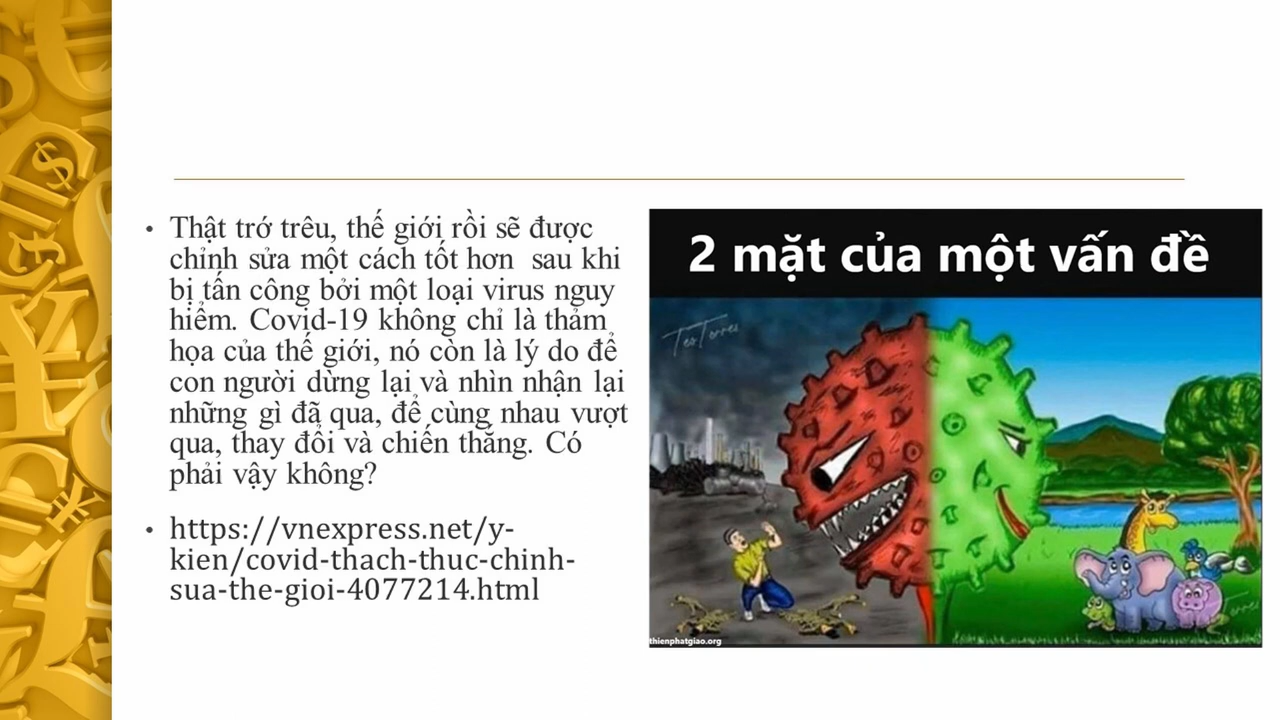 • Thật trớ trêu, thế giới rồi sẽ được
chỉnh sửa một cách tốt hơn  sau khi
bị tấn công bởi một loại virus nguy
hiểm. Covid-19 không chỉ là thảm
họa của thế giới, nó còn là lý do để
con người dừng lại và nhìn nhận lại
những gì đã qua, để cùng nhau vượt
qua, thay đổi và chiến thắng. Có
phải vậy không?
• https://vnexpress.net/y-
kien/covid-thach-thuc-chinh-
sua-the-gioi-4077214.html
2 mặt của một vấn đề
TesTorres
thienphatgiao.org